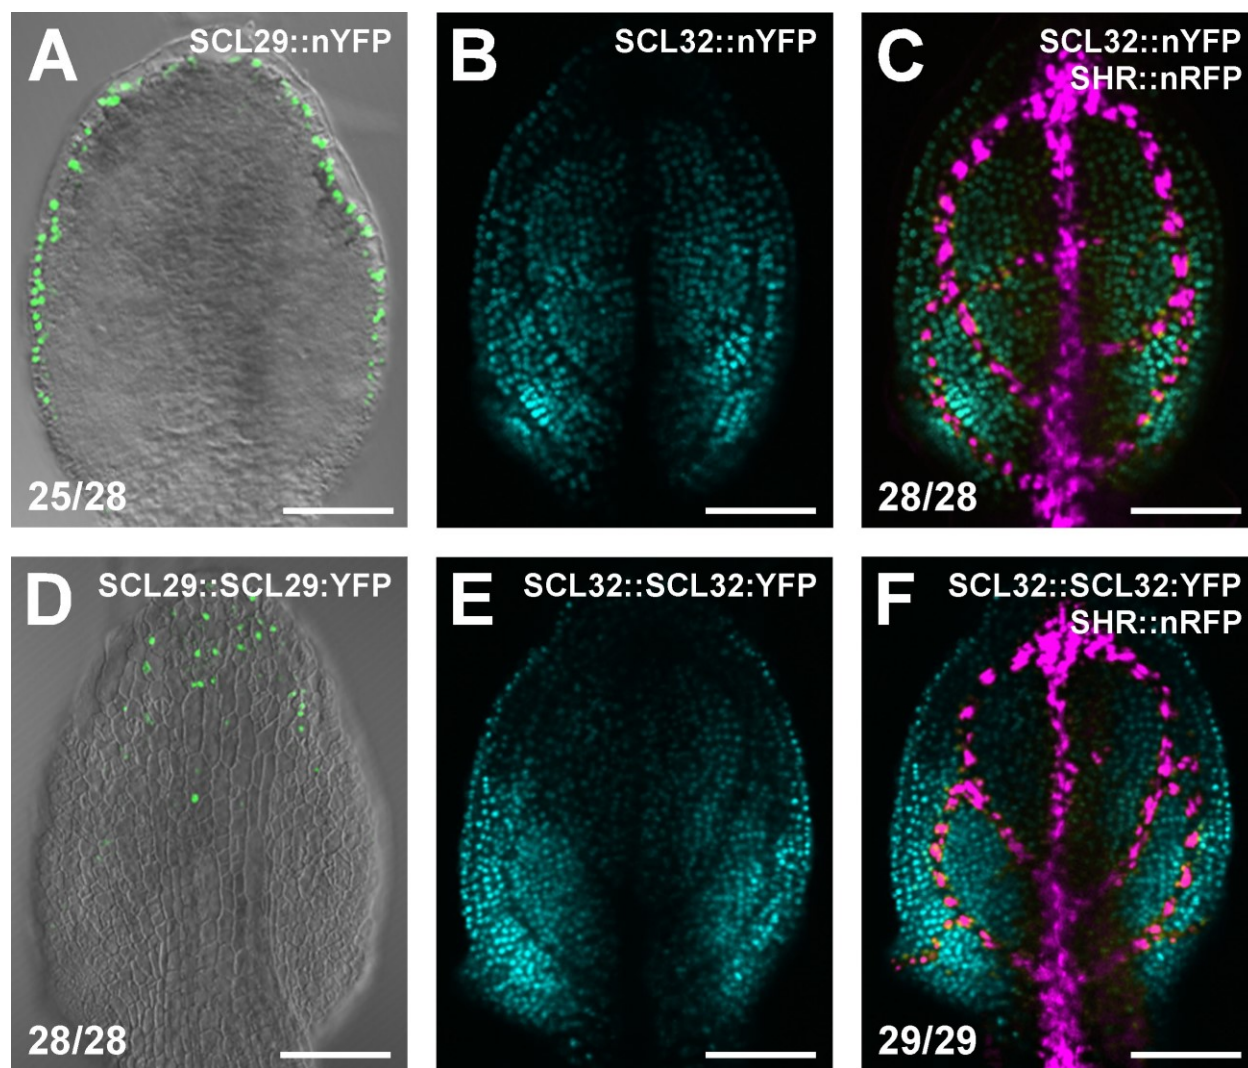 A
SCL29::nYFP
25/28
B
SCL32::nYFP
C
SCL32::nYFP
SHR::nRFP
28/28
D
SCL29::SCL29:YFP
28/28
E
SCL32::SCL32:YFP
F
SCL32::SCL32:YFP
SHR::nRFP
29/29